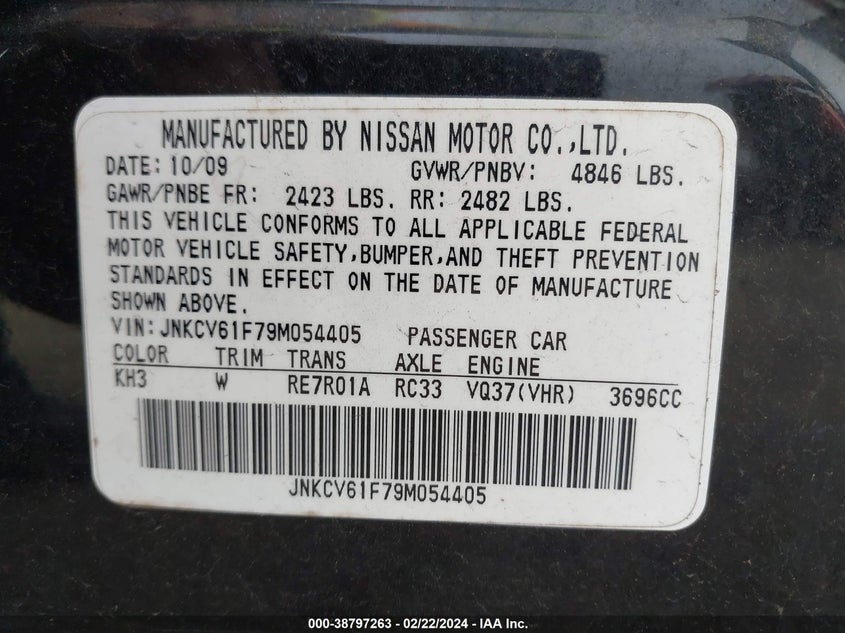 MANUFACTURED BY NISSAN MOTOR CO.,LTD.
DATE: 10/09 GVWR/PNBV: 4846 LBS.
GAWR/PNBE FR: 2423 LBS. RR: 2482 LBS.
THIS VEHICLE CONFORMS TO ALL APPLICABLE FEDERAL
MOTOR VEHICLE SAFETY,BUMPER,AND THEFT PREVENTION
STANDARDS IN EFFECT ON THE DATE OF MANUFACTURE
SHOWN ABOVE.
VIN:JNKCV61F79M054405 PASSENGER CAR
COLOR TRIM TRANS AXLE ENGINE
KH3 W RE7R01A RC33 VQ37(VHR) 3696CC
JNKCV61F79M054405
000-38797263 - 02/22/2024 - IAA Inc.